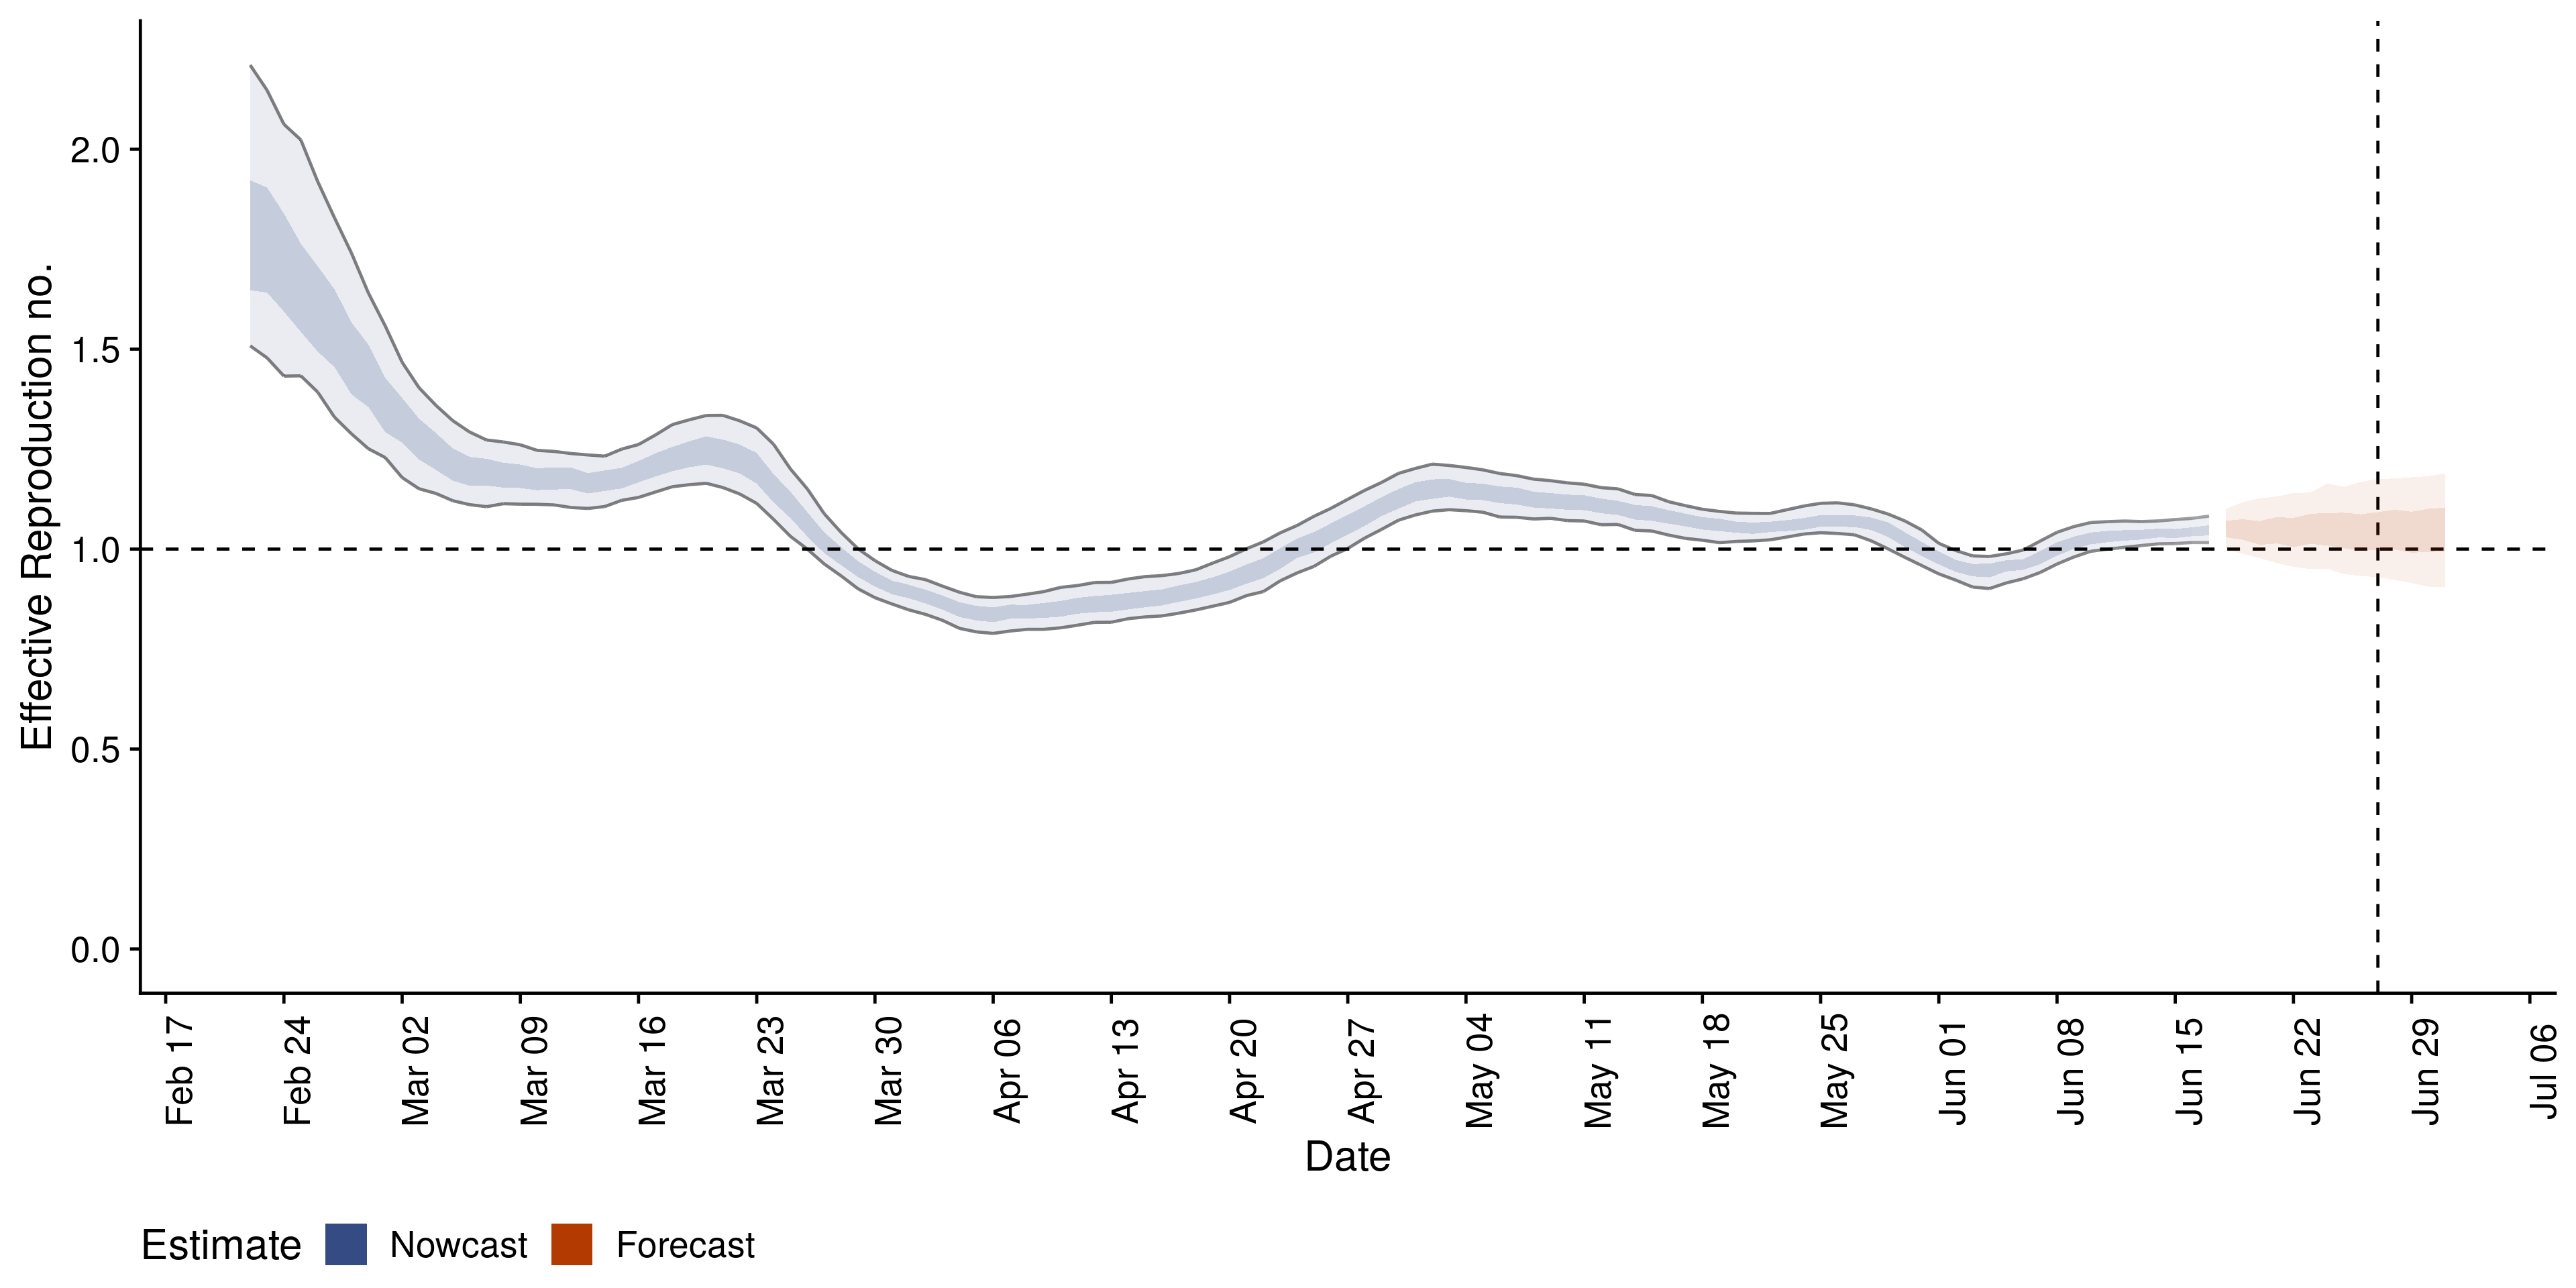 Effective Reproduction no.
2.0
1.5
1.0
0.5
0.0
Feb 17
Feb 24
Mar 02
Mar 09
Mar 16
Mar 23
Mar 30
Apr 06
Apr 13
Apr 20
Apr 27
May 04
May 11
May 18
May 25
Jun 01
Jun 08
Jun 15
Jun 22
Jun 29
Jul 06
Date
Estimate Nowcast Forecast